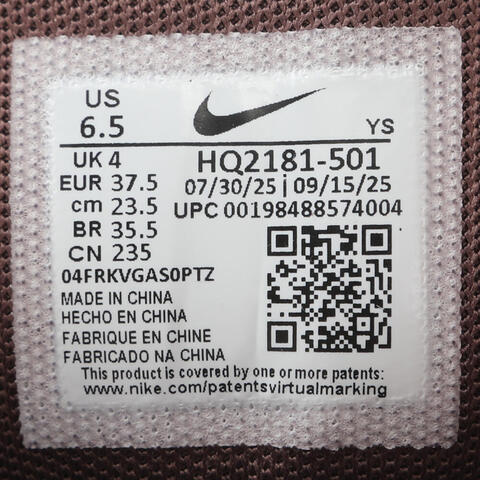 US
6.5
YS
UK 4
EUR 37.5
cm 23.5
BR 35.5
CN 235
HQ2181-501
07/30/25 | 09/15/25
UPC 00198488574004
04FRKVGAS0PTZ
MADE IN CHINA
HECHO EN CHINA
FABRIQUE EN CHINE
FABRICADO NA CHINA
This product is covered by one or more patents:
www.nike.com/patentsvirtualmarking